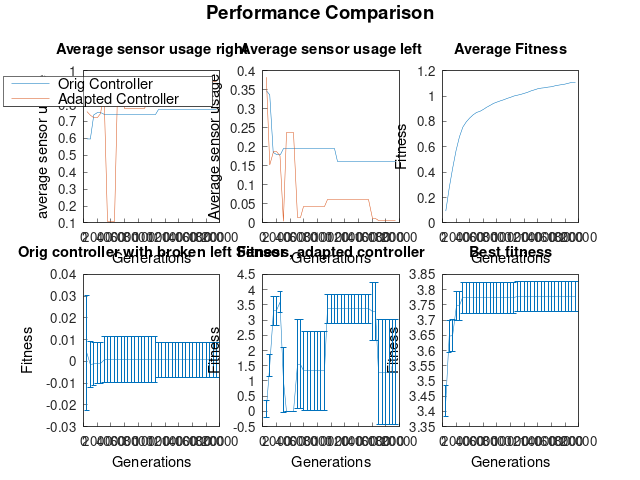 Performance Comparison
Average sensor usage right
Average sensor usage left
Average Fitness
Orig Controller
Adapted Controller
average sensor usage
1
0.7
0.6
0.5
0.4
0.3
0.2
0.1
Generations
Average sensor usage
0.4
0.35
0.3
0.25
0.2
0.15
0.1
0.05
0
Generations
Fitness
1.2
1
0.8
0.6
0.4
0.2
0
Generations
Orig controller with broken left Sensor
Fitness, adapted controller
Best fitness
Fitness
0.04
0.03
0.02
0.01
0
-0.01
-0.02
-0.03
Generations
Fitness
4.5
4
3.5
3
2.5
2
1.5
1
0.5
0
-0.5
Generations
Fitness
3.85
3.8
3.75
3.7
3.65
3.6
3.55
3.5
3.45
3.4
3.35
Generations